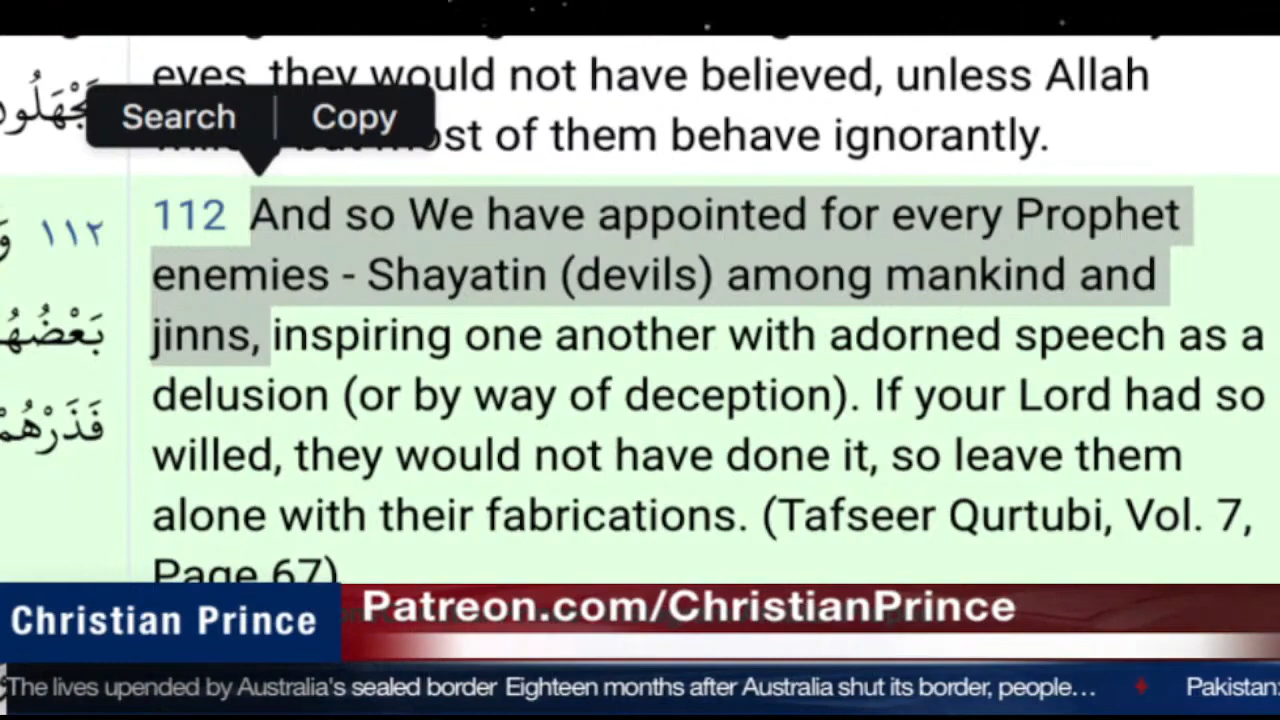 eyes, they would not have believed, unless Allah
Search Copy
most of them behave ignorantly.
١١٢
بَعْضُهُ
فَذَرْهُمْ
112 And so We have appointed for every Prophet
enemies - Shayatin (devils) among mankind and
jinns, inspiring one another with adorned speech as a
delusion (or by way of deception). If your Lord had so
willed, they would not have done it, so leave them
alone with their fabrications. (Tafseer Qurtubi, Vol. 7,
Page 67)
Christian Prince
Patreon.com/ChristianPrince
The lives upended by Australia's sealed border Eighteen months after Australia shut its border, people… Pakistan: